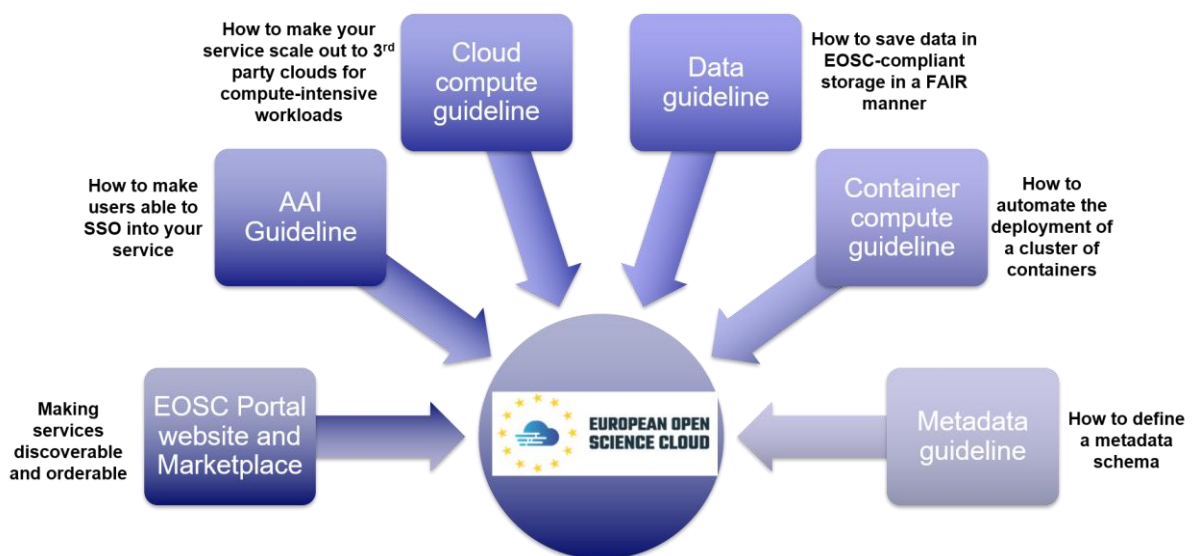 How to make your
service scale out to 3rd
party clouds for
compute-intensive
workloads
Cloud
compute
guideline
Data
guideline
How to save data in
EOSC-compliant
storage in a FAIR
manner
How to make
users able to
SSO into your
service
AAI
Guideline
Container
compute
guideline
How to
automate the
deployment of
a cluster of
containers
Making
services
discoverable
and orderable
EOSC Portal
website and
Marketplace
EUROPEAN OPEN
SCIENCE CLOUD
Metadata
guideline
How to define
a metadata
schema